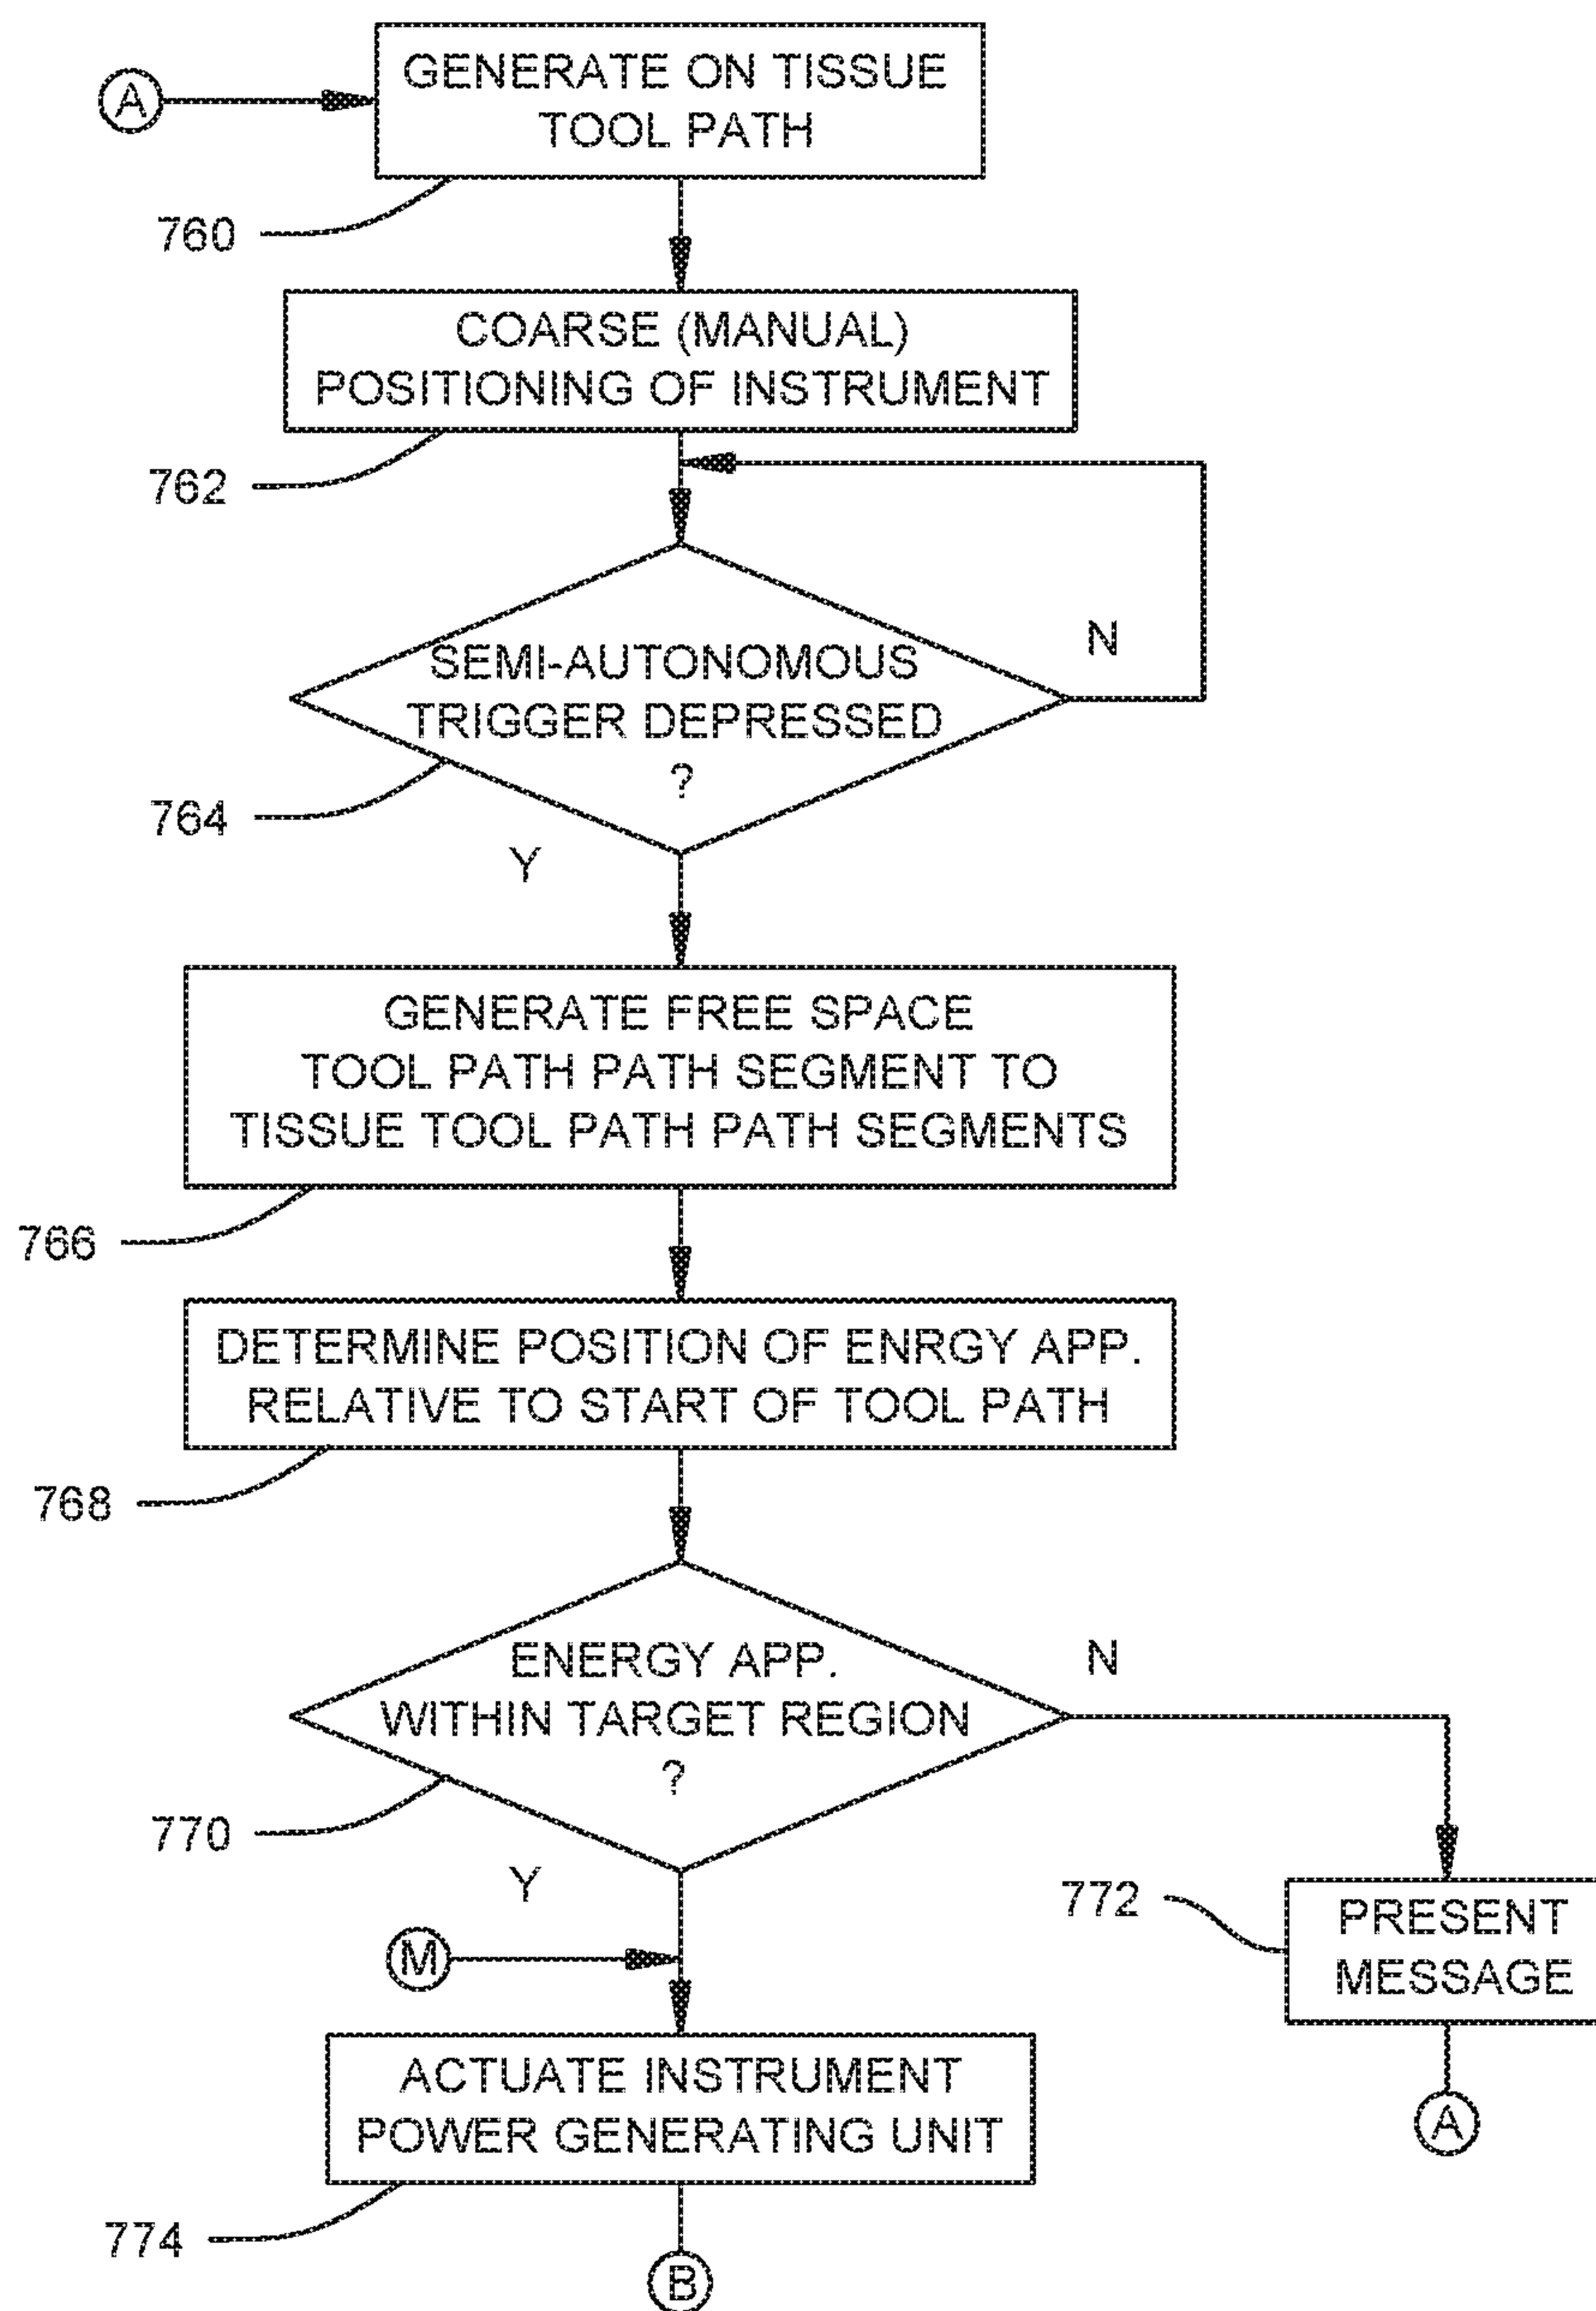 GENERATE ON TISSUE
TOOL PATH
A
760
COARSE (MANUAL)
POSITIONING OF INSTRUMENT
762
SEMI-AUTONOMOUS
TRIGGER DEPRESSED
?
N
764
Y
GENERATE FREE SPACE
TOOL PATH PATH SEGMENT TO
TISSUE TOOL PATH PATH SEGMENTS
766
DETERMINE POSITION OF ENRGY APP.
RELATIVE TO START OF TOOL PATH
768
ENERGY APP.
WITHIN TARGET REGION
?
N
770
Y
772
PRESENT
MESSAGE
M
A
ACTUATE INSTRUMENT
POWER GENERATING UNIT
774
B